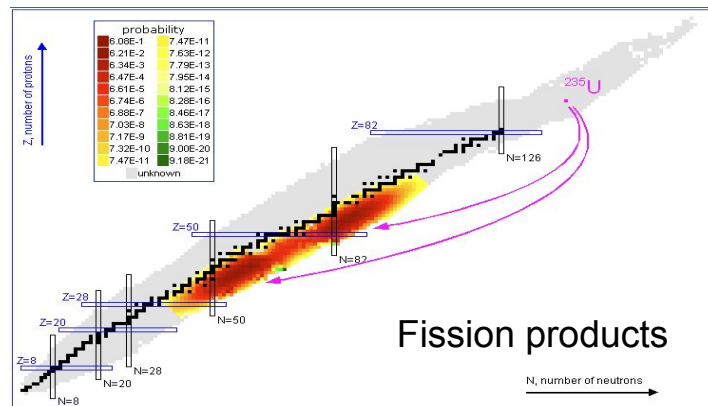 Z, number of protons
probability
6.08E-1 7.47E-11
6.21E-2 7.63E-12
6.34E-3 7.79E-13
6.47E-4 7.95E-14
6.61E-5 8.12E-15
6.74E-6 8.28E-16
6.88E-7 8.46E-17
7.03E-8 8.63E-18
7.17E-9 8.81E-19
7.32E-10 9.00E-20
7.47E-11 9.18E-21
unknown
235U
Z=82
N=126
Z=50
N=82
Z=28
N=50
Z=20
N=28
Z=8
N=20
N=8
Fission products
N, number of neutrons